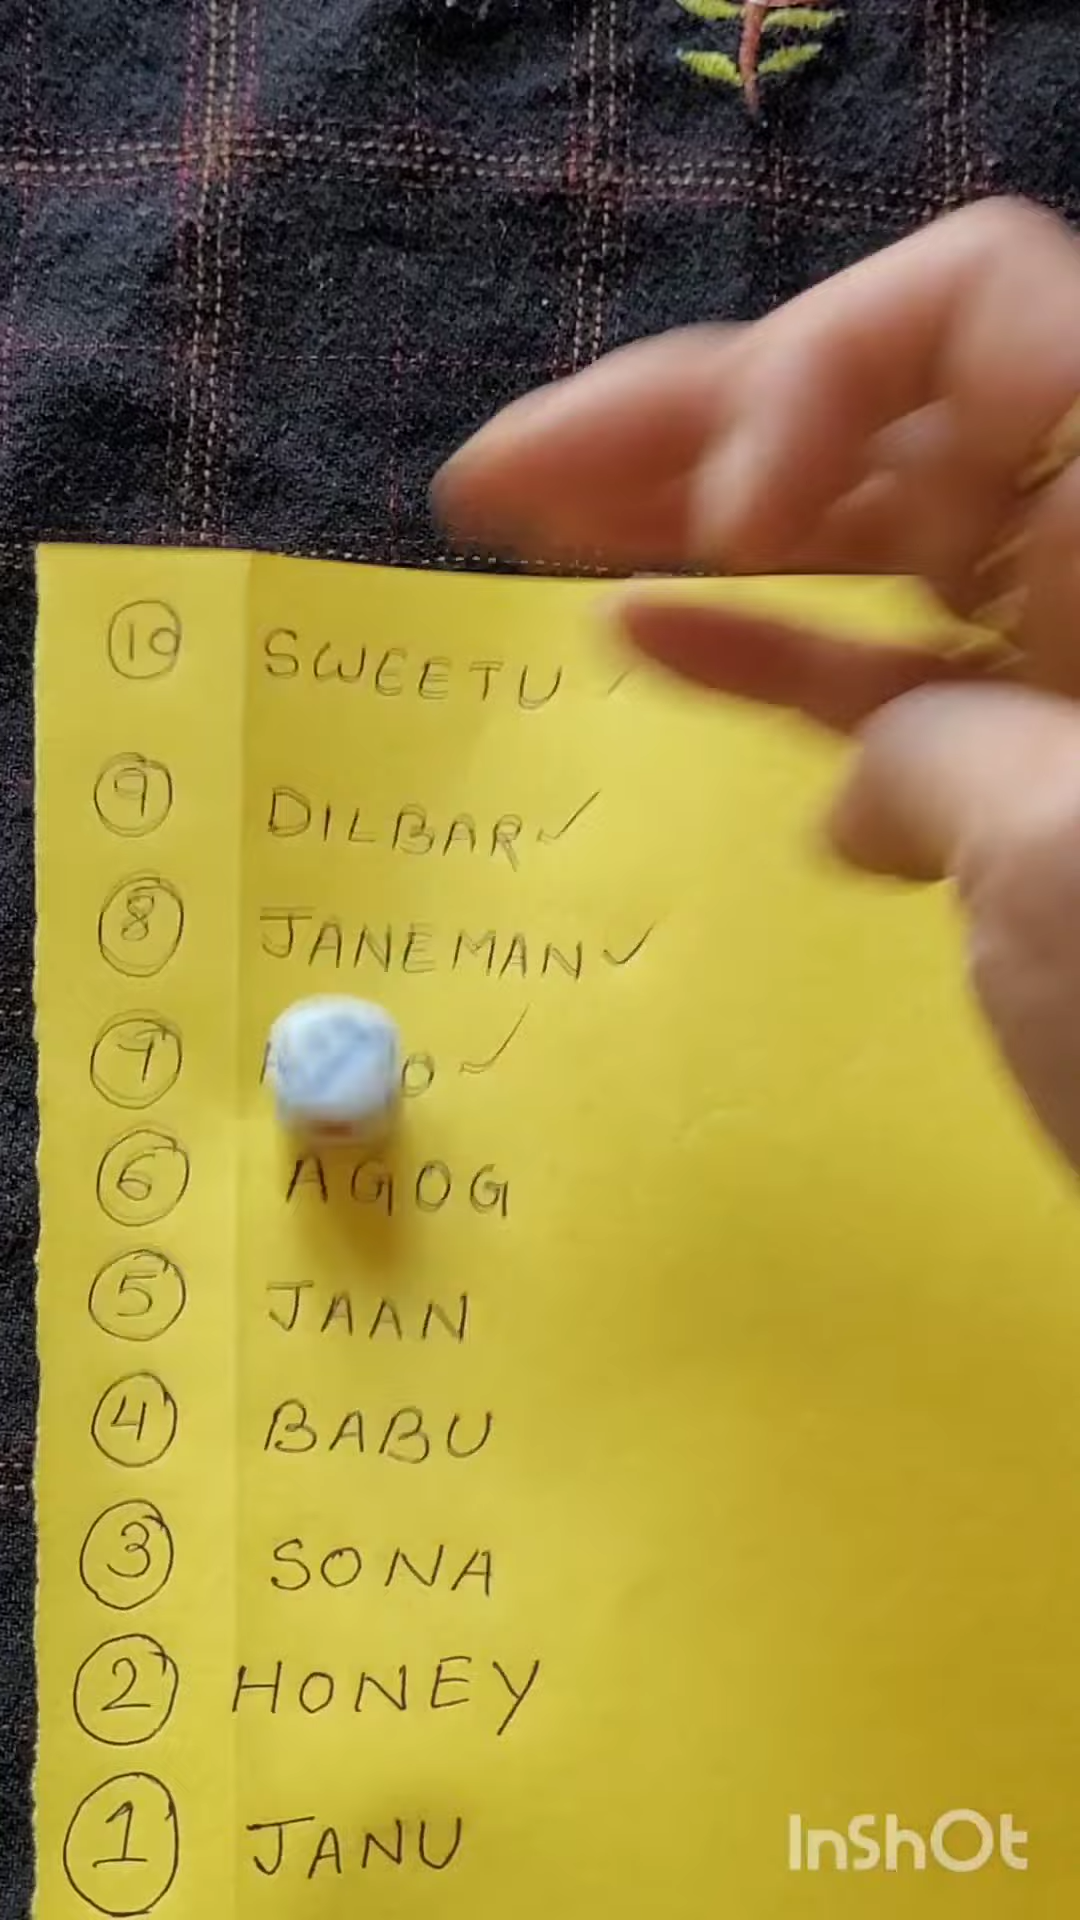 10 SWEETU
9 DILBAR ✓
8 JANEMAN ✓
7 ✓
6 AGOG
5 JAAN
4 BABU
3 SONA
2 HONEY
1 JANU
InShOt